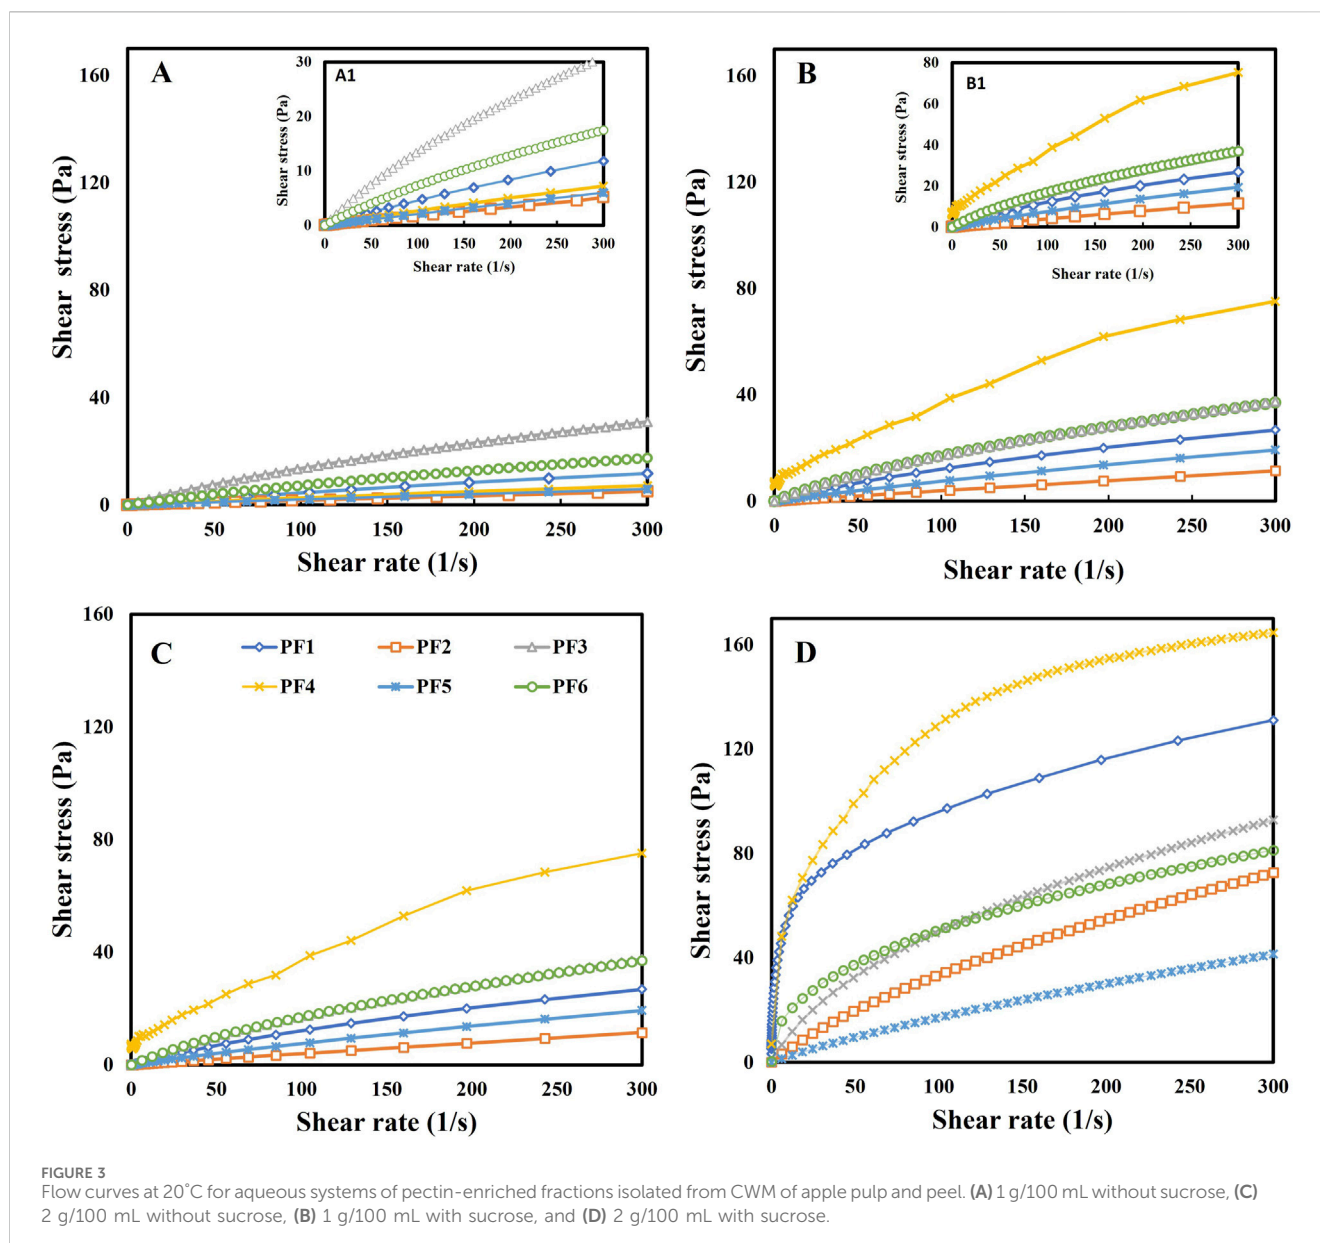 A
Shear stress (Pa)
160
120
80
40
0
0 50 100 150 200 250 300
Shear rate (1/s)
A1
Shear stress (Pa)
30
20
10
0
0 50 100 150 200 250 300
Shear rate (1/s)
B
Shear stress (Pa)
160
120
80
40
0
0 50 100 150 200 250 300
Shear rate (1/s)
B1
Shear stress (Pa)
80
60
40
20
0
0 50 100 150 200 250 300
Shear rate (1/s)
C
PF1 PF2 PF3
PF4 PF5 PF6
Shear stress (Pa)
160
120
80
40
0
0 50 100 150 200 250 300
Shear rate (1/s)
D
Shear stress (Pa)
160
120
80
40
0
0 50 100 150 200 250 300
Shear rate (1/s)
FIGURE 3
Flow curves at 20°C for aqueous systems of pectin-enriched fractions isolated from CWM of apple pulp and peel. (A) 1 g/100 mL without sucrose, (C)
2 g/100 mL without sucrose, (B) 1 g/100 mL with sucrose, and (D) 2 g/100 mL with sucrose.